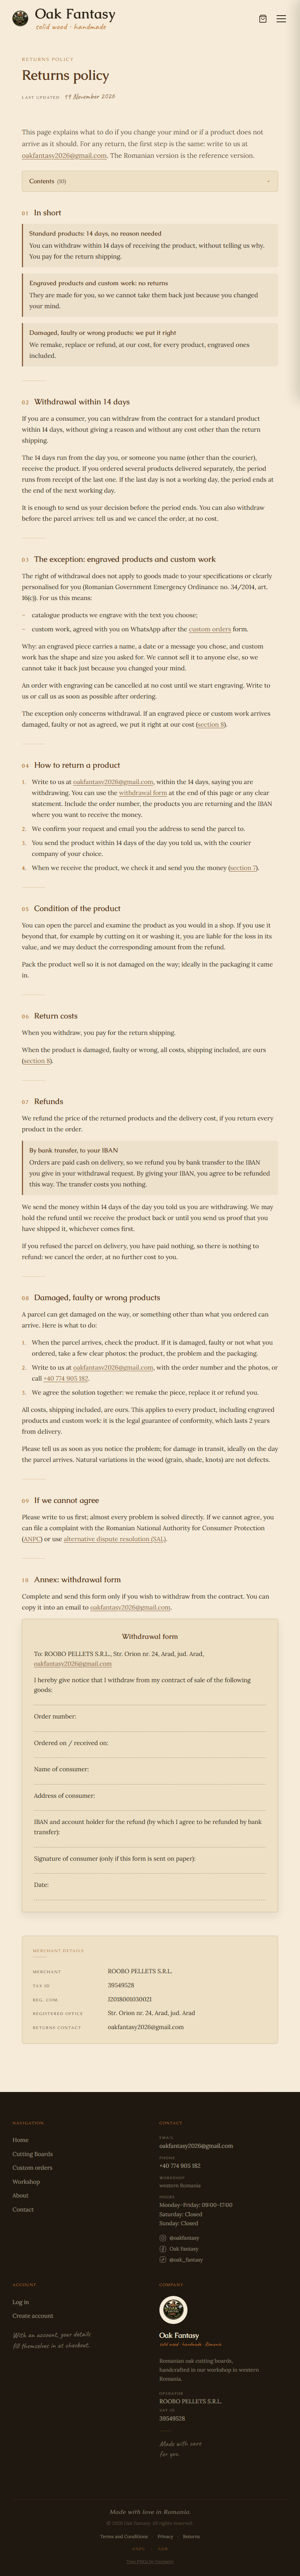 Oak Fantasy
solid wood · handmade
RETURNS POLICY
Returns policy
LAST UPDATED
This page explains what to do if you change your mind or if a product does not
arrive as it should. For any return, the first step is the same: write to us at
oakfantasy2026@gmail.com. The Romanian version is the reference version.
Contents (10)
01 In short
Standard products: 14 days, no reason needed
You can withdraw within 14 days of receiving the product, without telling us why.
You pay for the return shipping.
Engraved products and custom work: no returns
They are made for you, so we cannot take them back just because you changed
your mind.
Damaged, faulty or wrong products: we put it right
We remake, replace or refund, at our cost, for every product, engraved ones
included.
02 Withdrawal within 14 days
If you are a consumer, you can withdraw from the contract for a standard product
within 14 days, without giving a reason and without any cost other than the return
shipping.
The 14 days run from the day you, or someone you name (other than the courier),
receive the product. If you ordered several products delivered separately, the period
runs from receipt of the last one. If the last day is not a working day, the period ends at
the end of the next working day.
It is enough to send us your decision before the period ends. You can also withdraw
before the parcel arrives: tell us and we cancel the order, at no cost.
03 The exception: engraved products and custom work
The right of withdrawal does not apply to goods made to your specifications or clearly
personalised for you (Romanian Government Emergency Ordinance no. 34/2014, art.
16(c)). For us this means:
– catalogue products we engrave with the text you choose;
– custom work, agreed with you on WhatsApp after the custom orders form.
Why: an engraved piece carries a name, a date or a message you chose, and custom
work has the shape and size you asked for. We cannot sell it to anyone else, so we
cannot take it back just because you changed your mind.
An order with engraving can be cancelled at no cost until we start engraving. Write to
us or call us as soon as possible after ordering.
The exception only concerns withdrawal. If an engraved piece or custom work arrives
damaged, faulty or not as agreed, we put it right at our cost (section 8).
04 How to return a product
1. Write to us at oakfantasy2026@gmail.com, within the 14 days, saying you are
withdrawing. You can use the withdrawal form at the end of this page or any clear
statement. Include the order number, the products you are returning and the IBAN
where you want to receive the money.
2. We confirm your request and email you the address to send the parcel to.
3. You send the product within 14 days of the day you told us, with the courier
company of your choice.
4. When we receive the product, we check it and send you the money (section 7).
05 Condition of the product
You can open the parcel and examine the product as you would in a shop. If you use it
beyond that, for example by cutting on it or washing it, you are liable for the loss in its
value, and we may deduct the corresponding amount from the refund.
Pack the product well so it is not damaged on the way; ideally in the packaging it came
in.
06 Return costs
When you withdraw, you pay for the return shipping.
When the product is damaged, faulty or wrong, all costs, shipping included, are ours
(section 8).
07 Refunds
We refund the price of the returned products and the delivery cost, if you return every
product in the order.
By bank transfer, to your IBAN
Orders are paid cash on delivery, so we refund you by bank transfer to the IBAN
you give in your withdrawal request. By giving your IBAN, you agree to be refunded
this way. The transfer costs you nothing.
We send the money within 14 days of the day you told us you are withdrawing. We may
hold the refund until we receive the product back or until you send us proof that you
have shipped it, whichever comes first.
If you refused the parcel on delivery, you have paid nothing, so there is nothing to
refund: we cancel the order, at no further cost to you.
08 Damaged, faulty or wrong products
A parcel can get damaged on the way, or something other than what you ordered can
arrive. Here is what to do:
1. When the parcel arrives, check the product. If it is damaged, faulty or not what you
ordered, take a few clear photos: the product, the problem and the packaging.
2. Write to us at oakfantasy2026@gmail.com, with the order number and the photos, or
call +40 774 905 182.
3. We agree the solution together: we remake the piece, replace it or refund you.
All costs, shipping included, are ours. This applies to every product, including engraved
products and custom work: it is the legal guarantee of conformity, which lasts 2 years
from delivery.
Please tell us as soon as you notice the problem; for damage in transit, ideally on the day
the parcel arrives. Natural variations in the wood (grain, shade, knots) are not defects.
09 If we cannot agree
Please write to us first; almost every problem is solved directly. If we cannot agree, you
can file a complaint with the Romanian National Authority for Consumer Protection
(ANPC) or use alternative dispute resolution (SAL).
10 Annex: withdrawal form
Complete and send this form only if you wish to withdraw from the contract. You can
copy it into an email to oakfantasy2026@gmail.com.
Withdrawal form
To: ROOBO PELLETS S.R.L., Str. Orion nr. 24, Arad, jud. Arad,
oakfantasy2026@gmail.com
I hereby give notice that I withdraw from my contract of sale of the following
goods:
Order number:
Ordered on / received on:
Name of consumer:
Address of consumer:
IBAN and account holder for the refund (by which I agree to be refunded by bank
transfer):
Signature of consumer (only if this form is sent on paper):
Date:
MERCHANT DETAILS
MERCHANT ROOBO PELLETS S.R.L.
TAX ID 39549528
REG. COM. J2018001030021
REGISTERED OFFICE Str. Orion nr. 24, Arad, jud. Arad
RETURNS CONTACT oakfantasy2026@gmail.com
NAVIGATION
Home
Cutting Boards
Custom orders
Workshop
About
Contact
CONTACT
EMAIL
oakfantasy2026@gmail.com
PHONE
+40 774 905 182
WORKSHOP
western Romania
HOURS
Monday–Friday: 09:00–17:00
Saturday: Closed
Sunday: Closed
@oakfantasy
Oak Fantasy
@oak_fantasy
ACCOUNT
Log in
Create account
With an account, your details
fill themselves in at checkout.
COMPANY
Oak Fantasy
solid wood · handmade · Romania
Romanian oak cutting boards,
handcrafted in our workshop in western
Romania.
OPERATOR
ROOBO PELLETS S.R.L.
39549528
Made with care
for you
Made with love in Romania.
© 2026 Oak Fantasy. All rights reserved.
Terms and Conditions · Privacy · Returns
ANPC